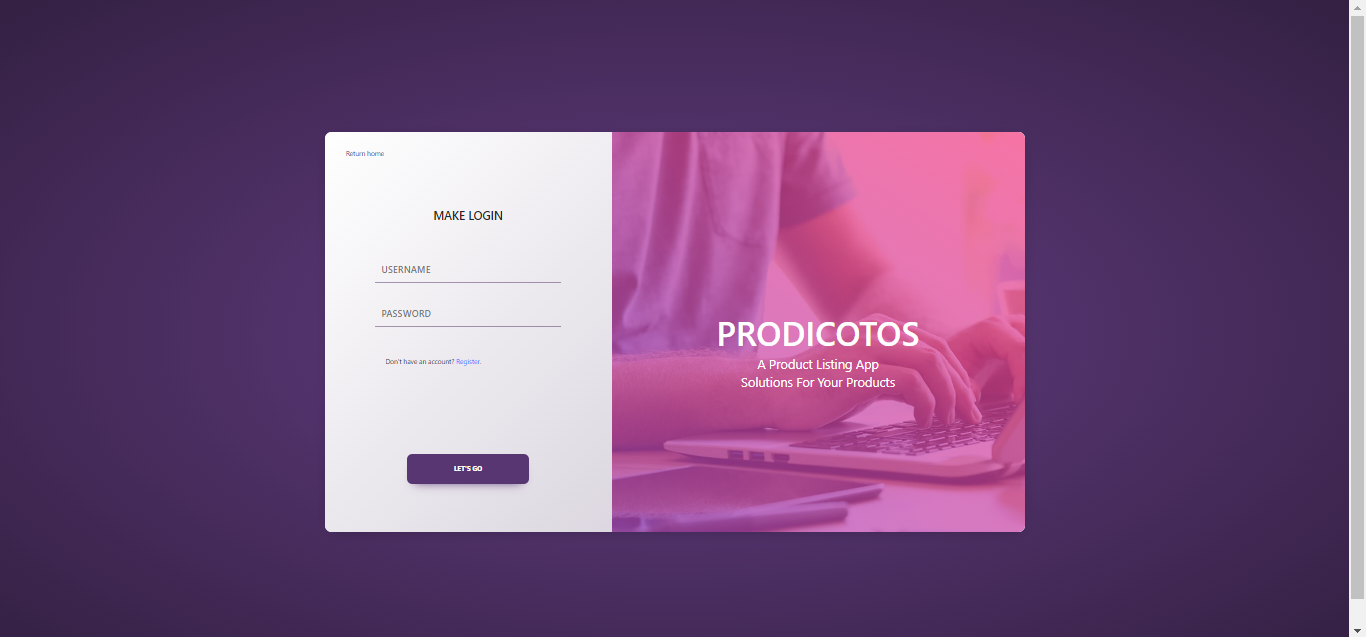 Return home
MAKE LOGIN
USERNAME
PASSWORD
Don't have an account? Register.
LET'S GO
PRODICOTOS
A Product Listing App
Solutions For Your Products